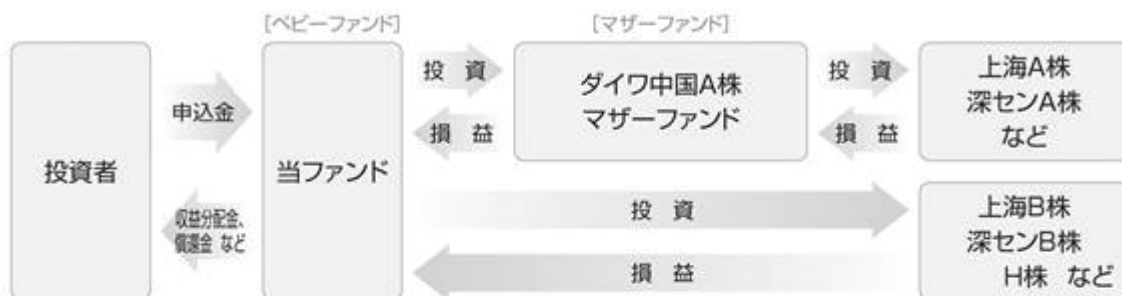 [ベビーファンド]
[マザーファンド]
投資者
申込金
収益分配金、
償還金 など
当ファンド
投 資
損 益
ダイワ中国A株
マザーファンド
投 資
損 益
上海A株
深センA株
など
投 資
損 益
上海B株
深センB株
H株 など